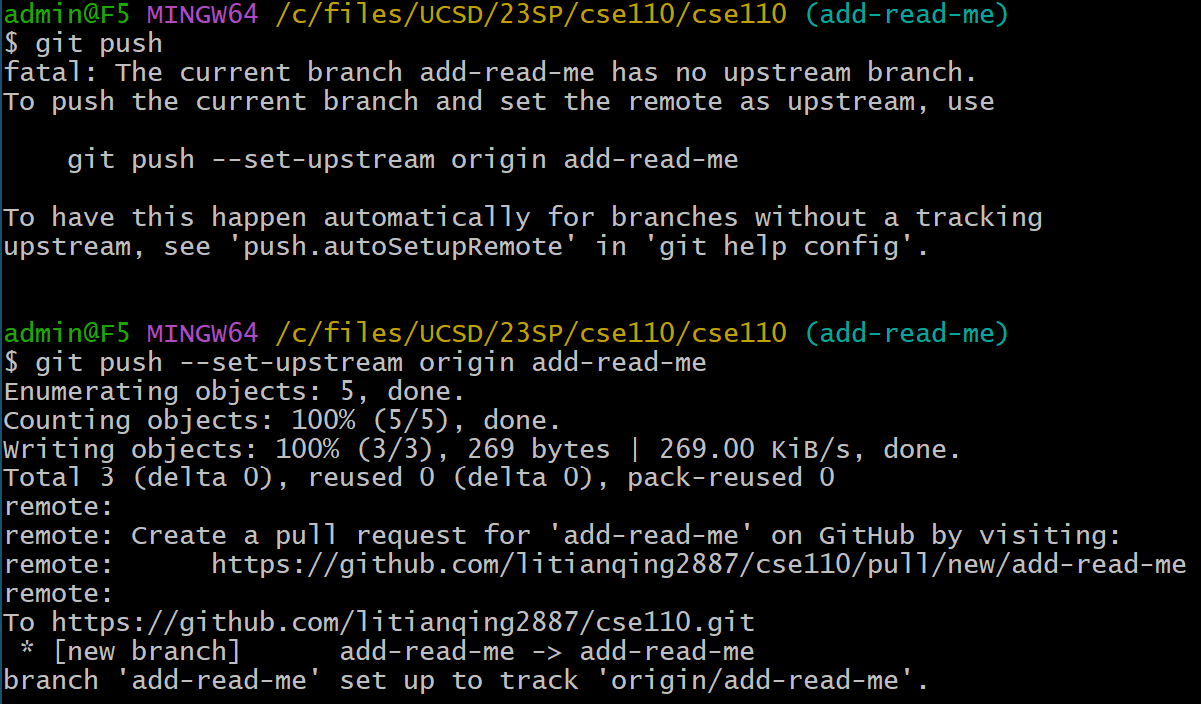 admin@F5 MINGW64 /c/files/UCSD/23SP/cse110/cse110 (add-read-me)
$ git push
fatal: The current branch add-read-me has no upstream branch.
To push the current branch and set the remote as upstream, use
    git push --set-upstream origin add-read-me
To have this happen automatically for branches without a tracking
upstream, see 'push.autoSetupRemote' in 'git help config'.
admin@F5 MINGW64 /c/files/UCSD/23SP/cse110/cse110 (add-read-me)
$ git push --set-upstream origin add-read-me
Enumerating objects: 5, done.
Counting objects: 100% (5/5), done.
Writing objects: 100% (3/3), 269 bytes | 269.00 KiB/s, done.
Total 3 (delta 0), reused 0 (delta 0), pack-reused 0
remote:
remote: Create a pull request for 'add-read-me' on GitHub by visiting:
remote:      https://github.com/litianqing2887/cse110/pull/new/add-read-me
remote:
To https://github.com/litianqing2887/cse110.git
 * [new branch]      add-read-me -> add-read-me
branch 'add-read-me' set up to track 'origin/add-read-me'.